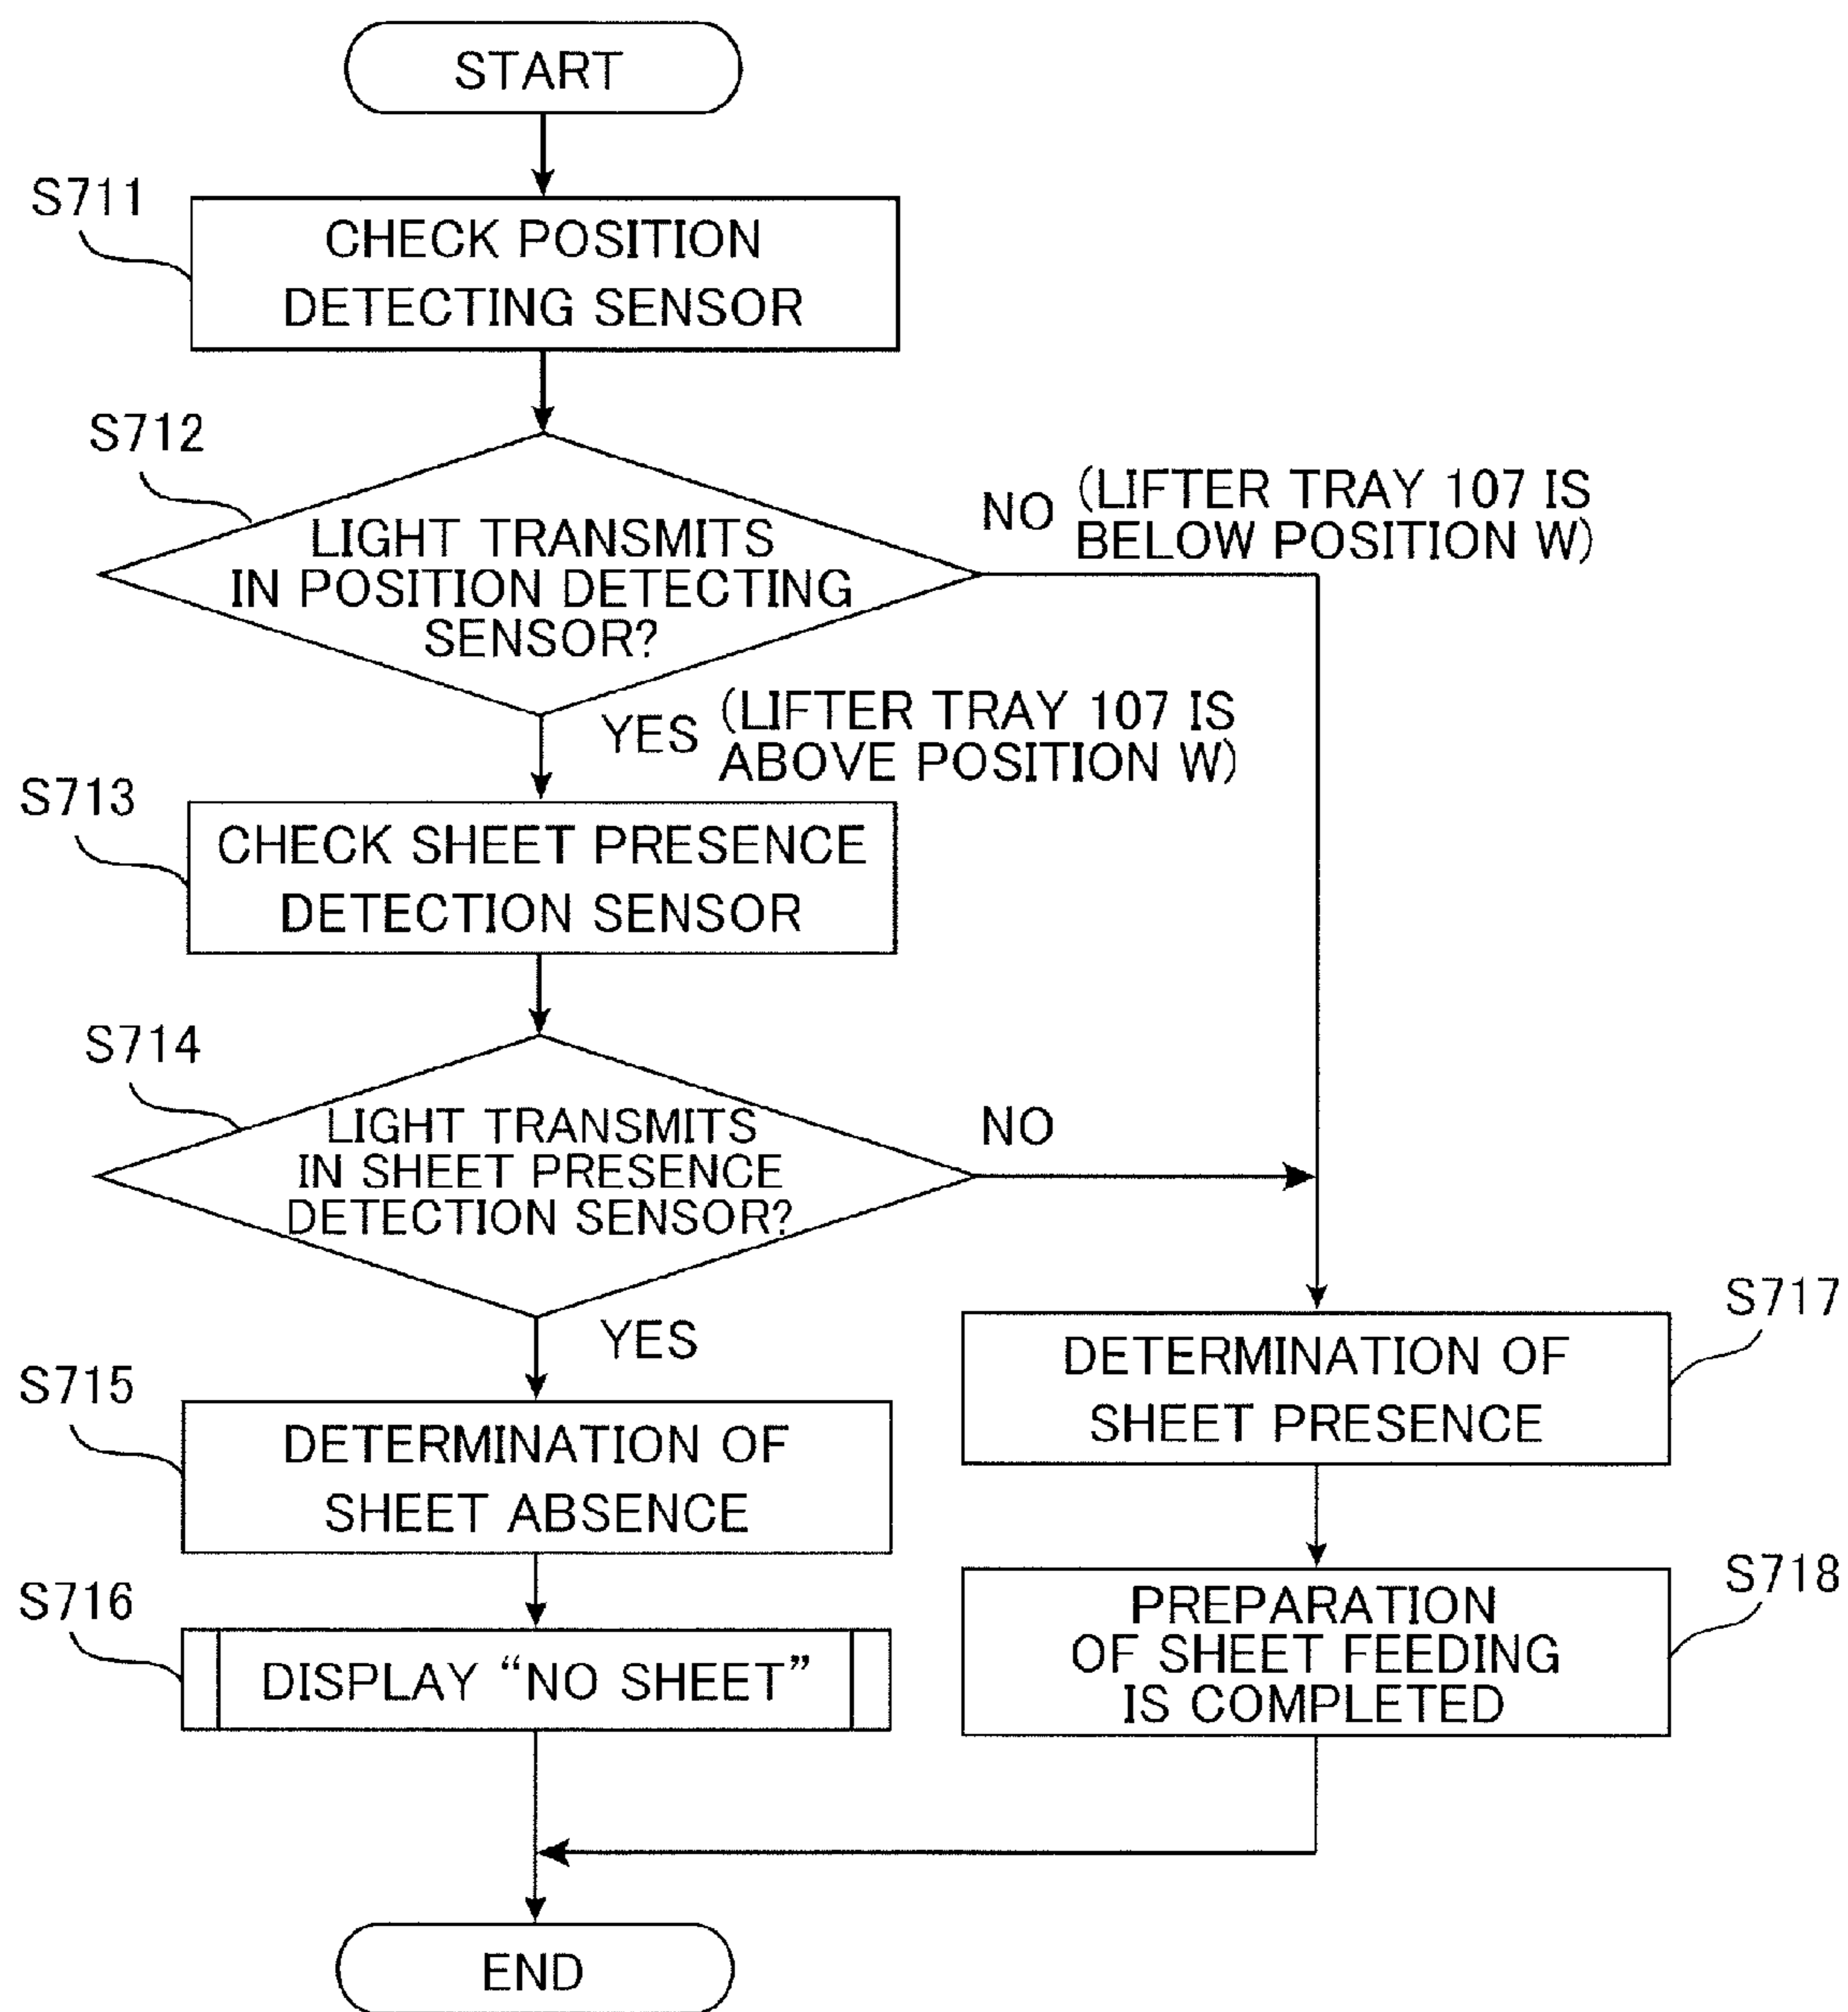 START
S711
CHECK POSITION
DETECTING SENSOR
S712
LIGHT TRANSMITS
IN POSITION DETECTING
SENSOR?
NO (LIFTER TRAY 107 IS
BELOW POSITION W)
YES (LIFTER TRAY 107 IS
ABOVE POSITION W)
S713
CHECK SHEET PRESENCE
DETECTION SENSOR
S714
LIGHT TRANSMITS
IN SHEET PRESENCE
DETECTION SENSOR?
NO
YES
S715
DETERMINATION OF
SHEET ABSENCE
S716
DISPLAY “NO SHEET”
S717
DETERMINATION OF
SHEET PRESENCE
S718
PREPARATION
OF SHEET FEEDING
IS COMPLETED
END